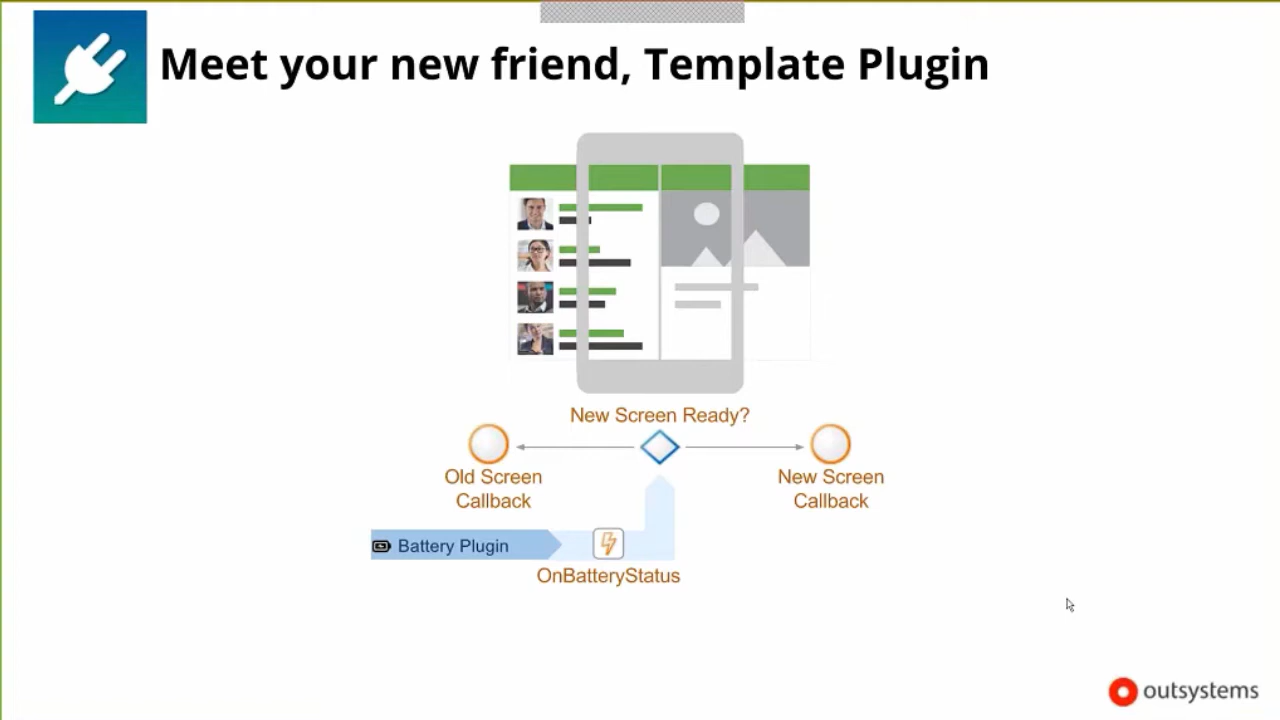 Meet your new friend, Template Plugin
New Screen Ready?
Old Screen
Callback
New Screen
Callback
Battery Plugin
OnBatteryStatus
outsystems